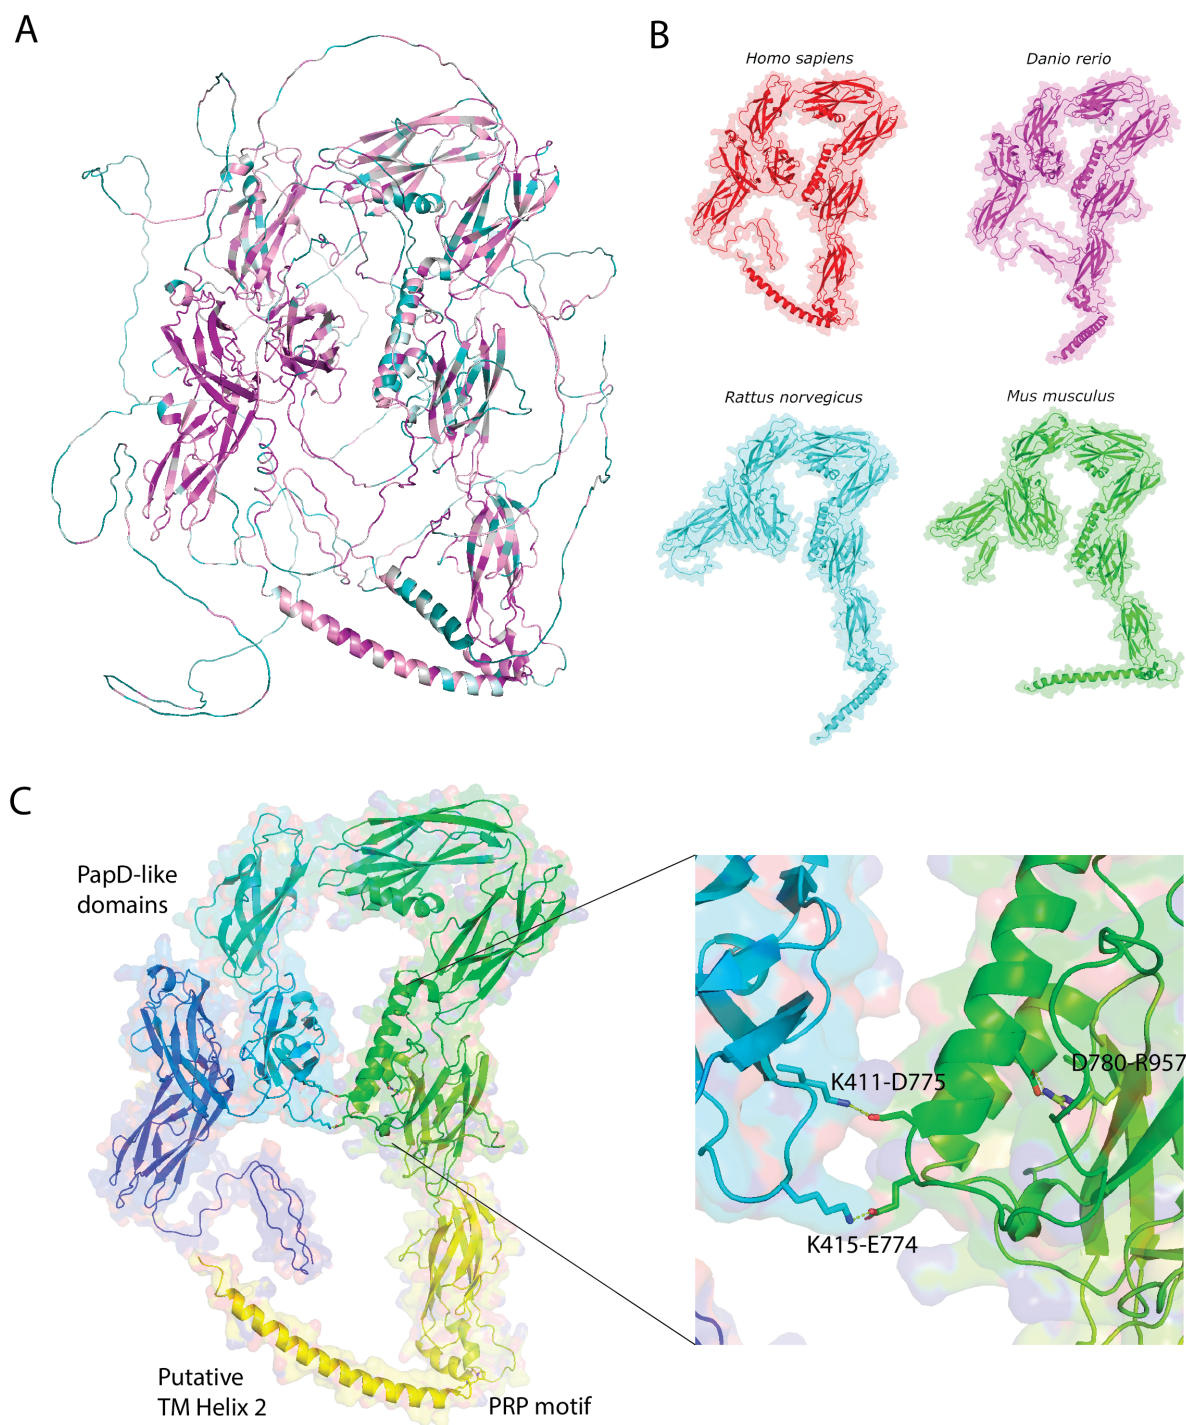 A
B
Homo sapiens
Danio rerio
Rattus norvegicus
Mus musculus
C
PapD-like
domains
K411-D775
D780-R957
K415-E774
Putative
TM Helix 2
PRP motif